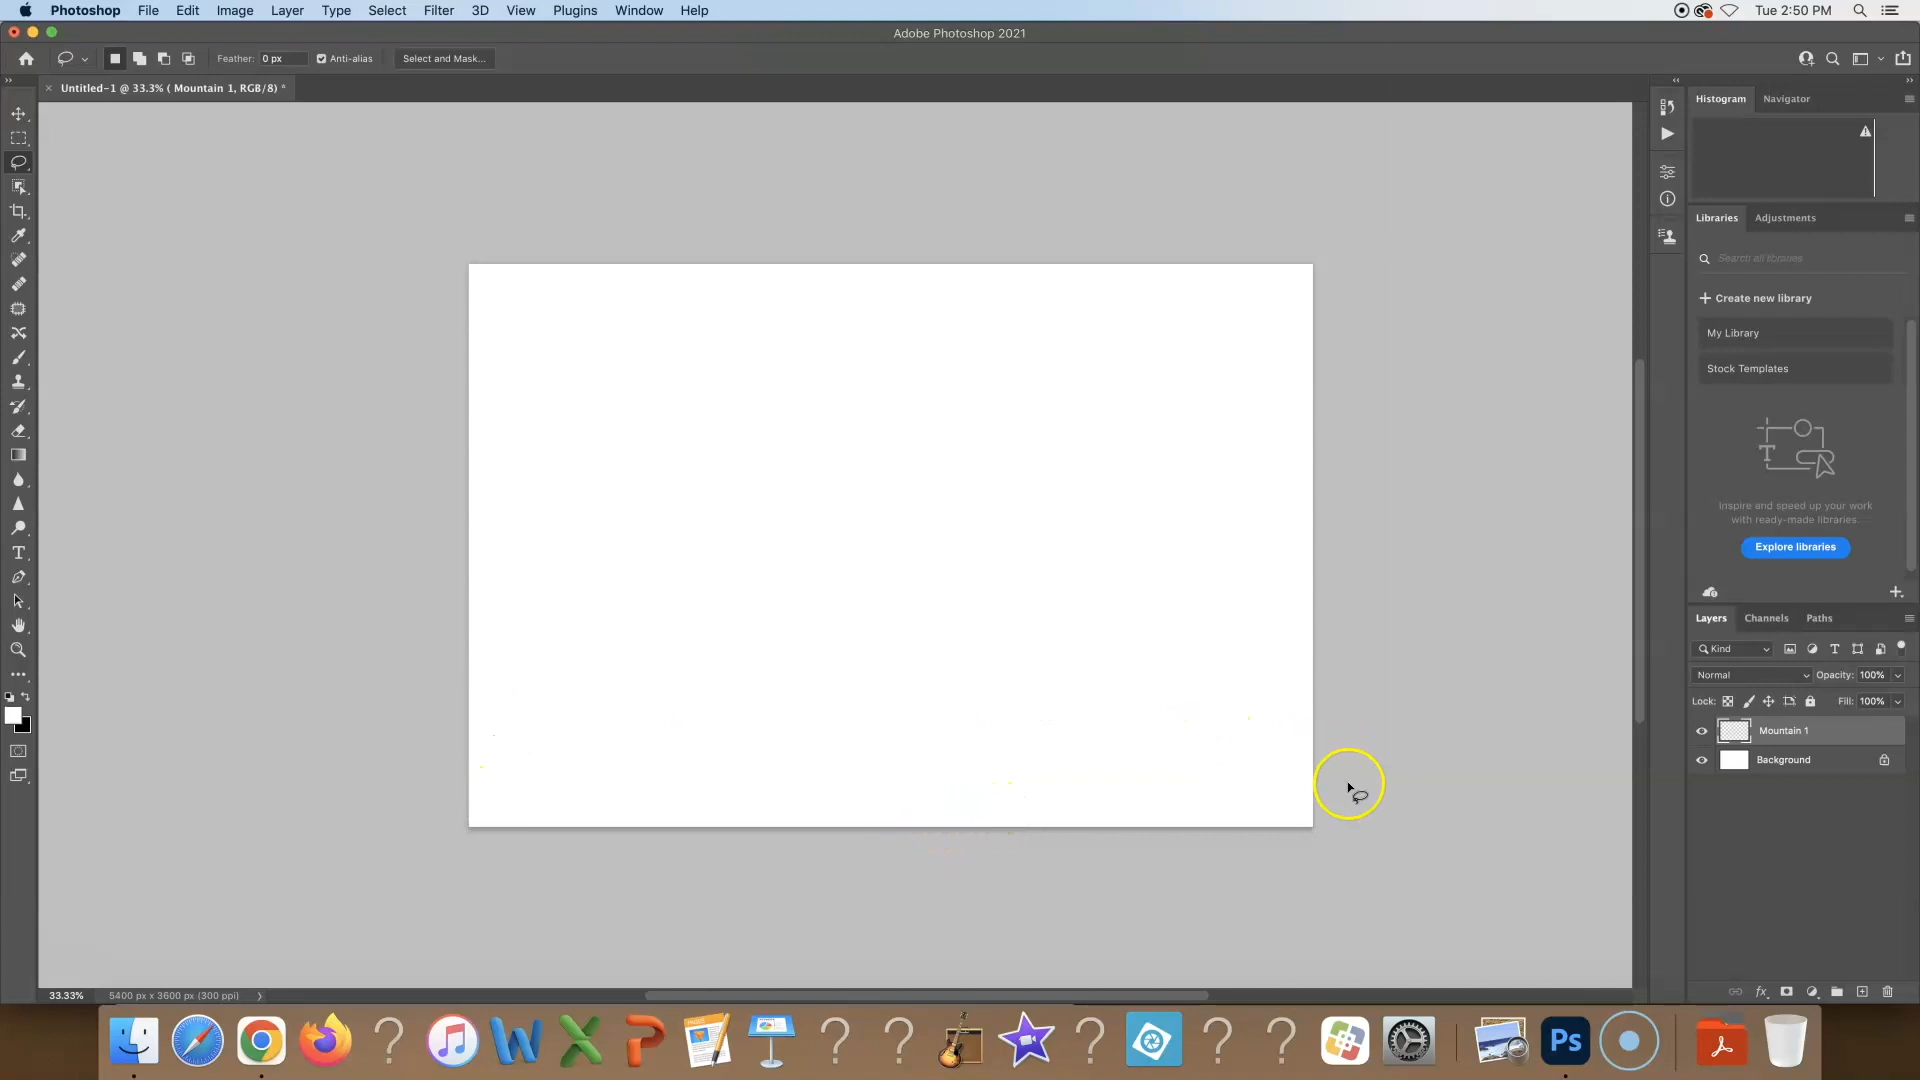 Photoshop File Edit Image Layer Type Select Filter 3D View Plugins Window Help Tue 2:50 PM
Adobe Photoshop 2021
Feather: 0 px Anti-alias Select and Mask...
Untitled-1 @ 33.3% ( Mountain 1, RGB/8) *
Histogram Navigator
Libraries Adjustments
Search all libraries
Create new library
My Library
Stock Templates
Inspire and speed up your work
with ready-made libraries.
Explore libraries
Layers Channels Paths
Kind
Normal Opacity: 100%
Lock: Fill: 100%
Mountain 1
Background
33.33% 5400 px x 3600 px (300 ppi)
fx
Ps